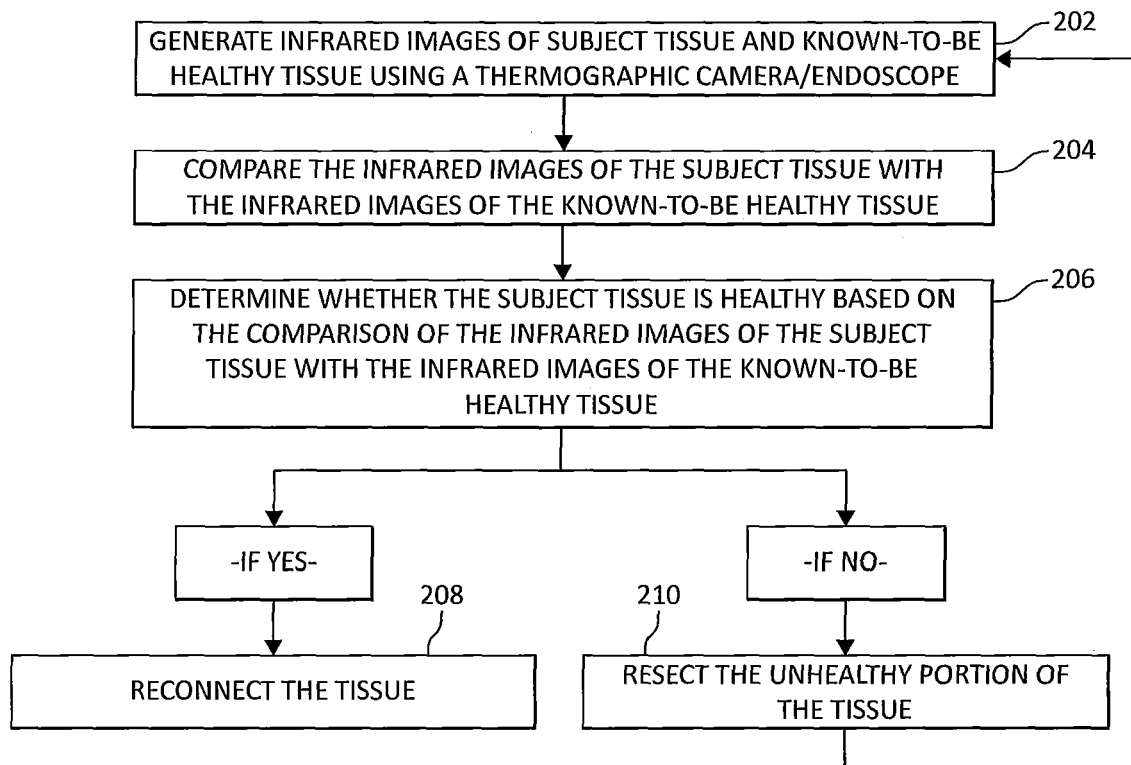 202
GENERATE INFRARED IMAGES OF SUBJECT TISSUE AND KNOWN-TO-BE
HEALTHY TISSUE USING A THERMOGRAPHIC CAMERA/ENDOSCOPE
204
COMPARE THE INFRARED IMAGES OF THE SUBJECT TISSUE WITH
THE INFRARED IMAGES OF THE KNOWN-TO-BE HEALTHY TISSUE
206
DETERMINE WHETHER THE SUBJECT TISSUE IS HEALTHY BASED ON
THE COMPARISON OF THE INFRARED IMAGES OF THE SUBJECT
TISSUE WITH THE INFRARED IMAGES OF THE KNOWN-TO-BE
HEALTHY TISSUE
-IF YES-
-IF NO-
208
RECONNECT THE TISSUE
210
RESECT THE UNHEALTHY PORTION OF
THE TISSUE